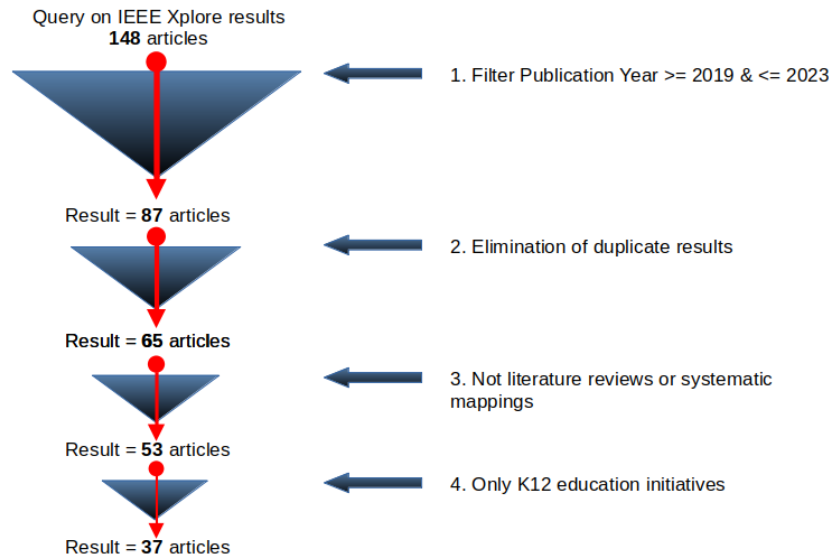 Query on IEEE Xplore results
148 articles
1. Filter Publication Year >= 2019 & <= 2023
Result = 87 articles
2. Elimination of duplicate results
Result = 65 articles
3. Not literature reviews or systematic
mappings
Result = 53 articles
4. Only K12 education initiatives
Result = 37 articles